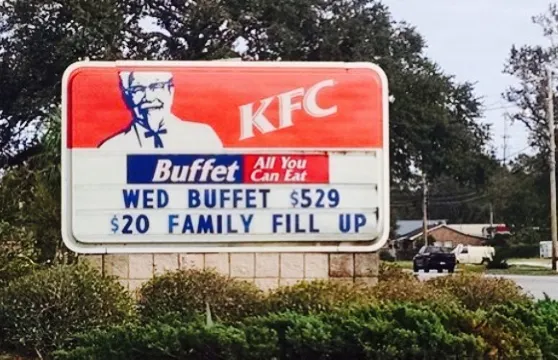 KFC
Buffet All You Can Eat
WED BUFFET $529
$20 FAMILY FILL UP